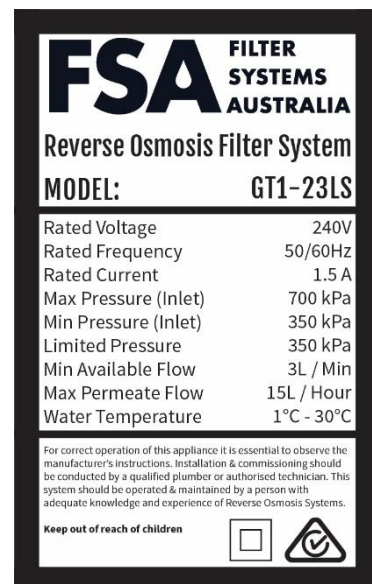 FSA FILTER
SYSTEMS
AUSTRALIA
Reverse Osmosis Filter System
MODEL: GT1-23LS
Rated Voltage 240V
Rated Frequency 50/60Hz
Rated Current 1.5 A
Max Pressure (Inlet) 700 kPa
Min Pressure (Inlet) 350 kPa
Limited Pressure 350 kPa
Min Available Flow 3L / Min
Max Permeate Flow 15L / Hour
Water Temperature 1°C - 30°C
For correct operation of this appliance it is essential to observe the
manufacturer's instructions. Installation & commissioning should
be conducted by a qualified plumber or authorised technician. This
system should be operated & maintained by a person with
adequate knowledge and experience of Reverse Osmosis Systems.
Keep out of reach of children